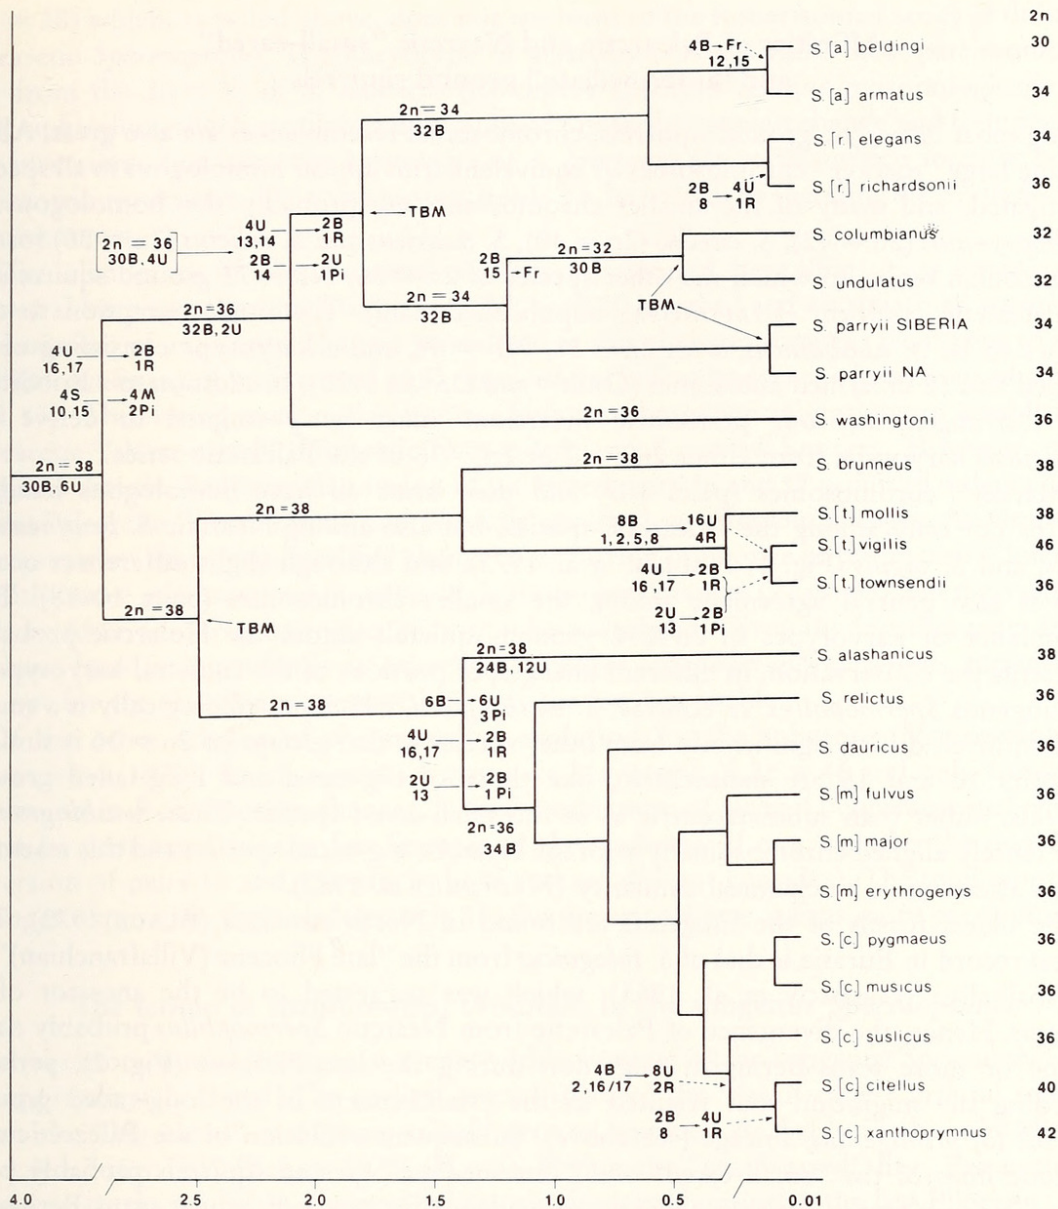 2n
4B→Fr
12,15
S. [a] beldingi 30
S. [a] armatus 34
2n=34
32B
S. [r.] elegans 34
2B → 4U
8 1R
S. [r.] richardsonii 36
TBM
2n=36
30B,4U
4U → 2B
13,14 1R
2B → 2U
14 1Pi
S. columbianus 32
2B
15 →Fr
2n=32
30B
S. undulatus 32
2n=34
32B
TBM
S. parryii SIBERIA 34
S. parryii NA 34
2n=36
32B,2U
4U → 2B
16,17 1R
4S → 4M
10,15 2Pi
2n=36
S. washingtoni 36
2n=38
30B,6U
2n=38
S. brunneus 38
2n=38
8B → 16U
1,2,5,8 4R
S. [t.] mollis 38
S. [t.] vigilis 46
4U → 2B
16,17 1R
S. [t.] townsendii 36
2U → 2B
13 1Pi
2n=38
TBM
2n=38
24B,12U
S. alashanicus 38
2n=38
6B → 6U
3Pi
S. relictus 36
4U → 2B
16,17 1R
S. dauricus 36
2U → 2B
13 1Pi
S. [m] fulvus 36
2n=36
34B
S. [m] major 36
S. [m] erythrogenys 36
S. [c] pygmaeus 36
S. [c] musicus 36
S. [c] suslicus 36
4B → 8U
2,16/17 2R
S. [c] citellus 40
2B → 4U
8 1R
S. [c] xanthoprymnus 42
4.0 2.5 2.0 1.5 1.0 0.5 0.01